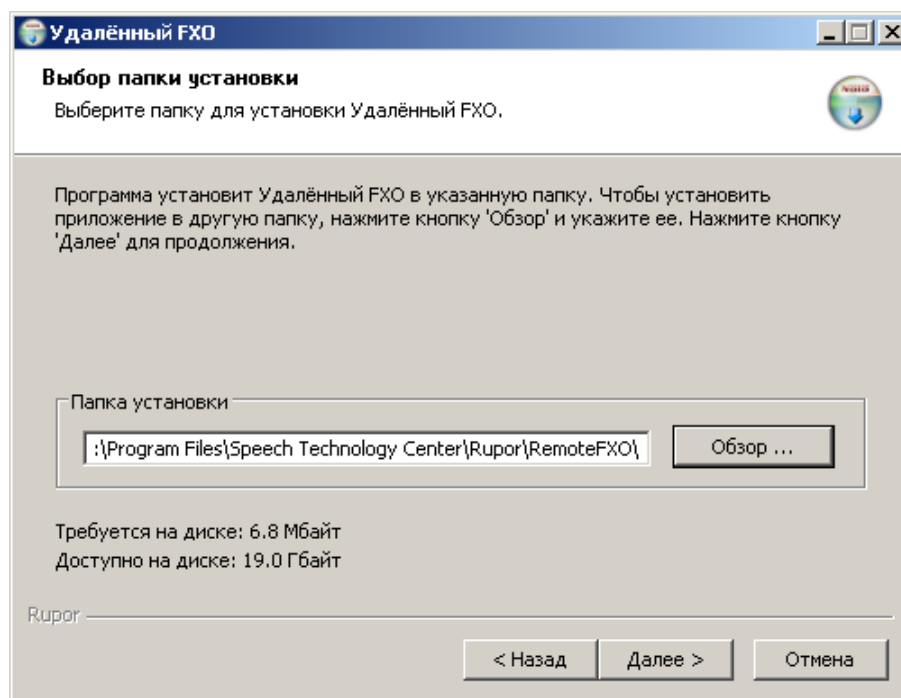 Удалённый FXO
Выбор папки установки
Выберите папку для установки Удалённый FXO.
Программа установит Удалённый FXO в указанную папку. Чтобы установить
приложение в другую папку, нажмите кнопку 'Обзор' и укажите ее. Нажмите кнопку
'Далее' для продолжения.
Папка установки
:\Program Files\Speech Technology Center\Rupor\RemoteFXO\
Обзор ...
Требуется на диске: 6.8 Мбайт
Доступно на диске: 19.0 Гбайт
Rupor
< Назад
Далее >
Отмена